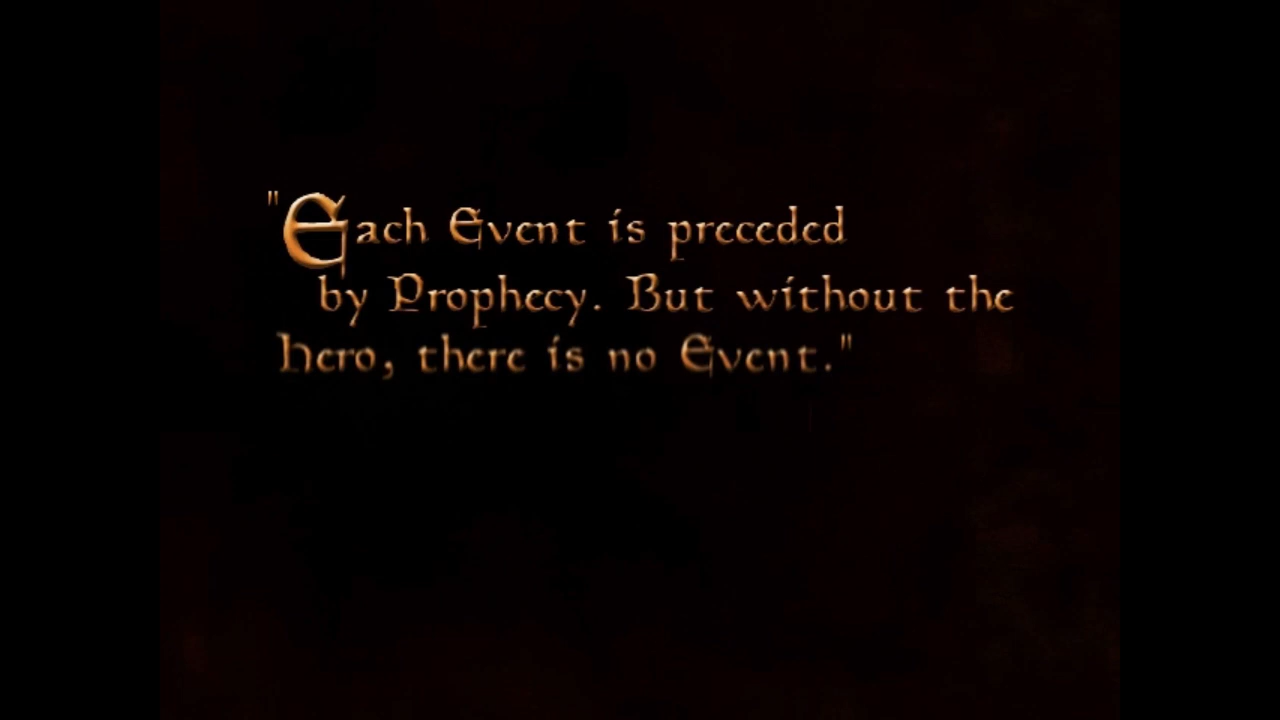 "Each Event is preceded
by Prophecy. But without the
hero, there is no Event."